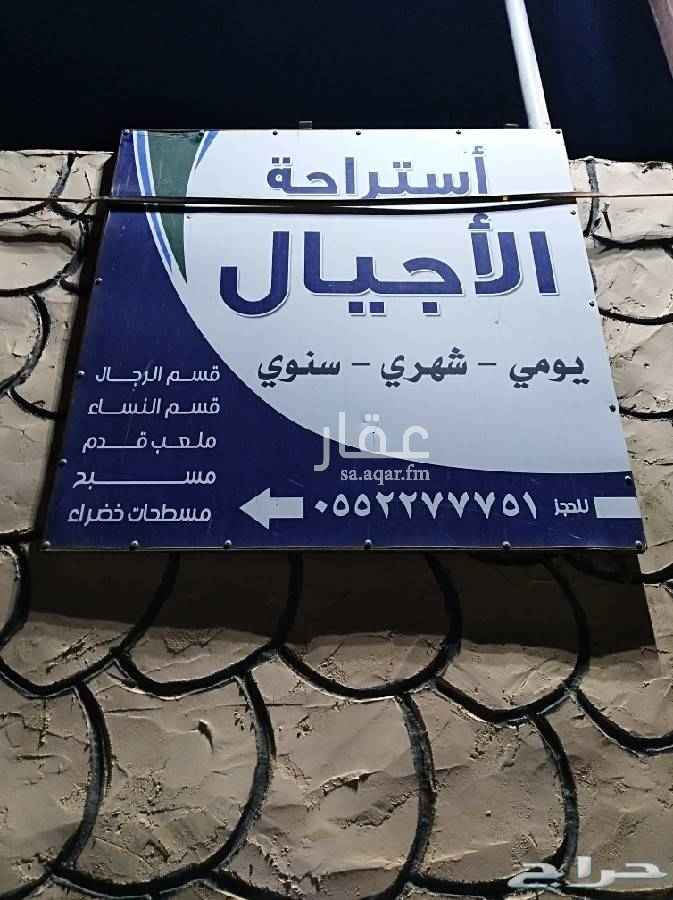 أستراحة
الأجيال
يومي - شهري - سنوي
قسم الرجال
قسم النساء
ملعب قدم
مسبح
مسطحات خضراء
للحجز ٠٥٥٢٢٧٧٧٥١
عقار
sa.aqar.fm
حراج